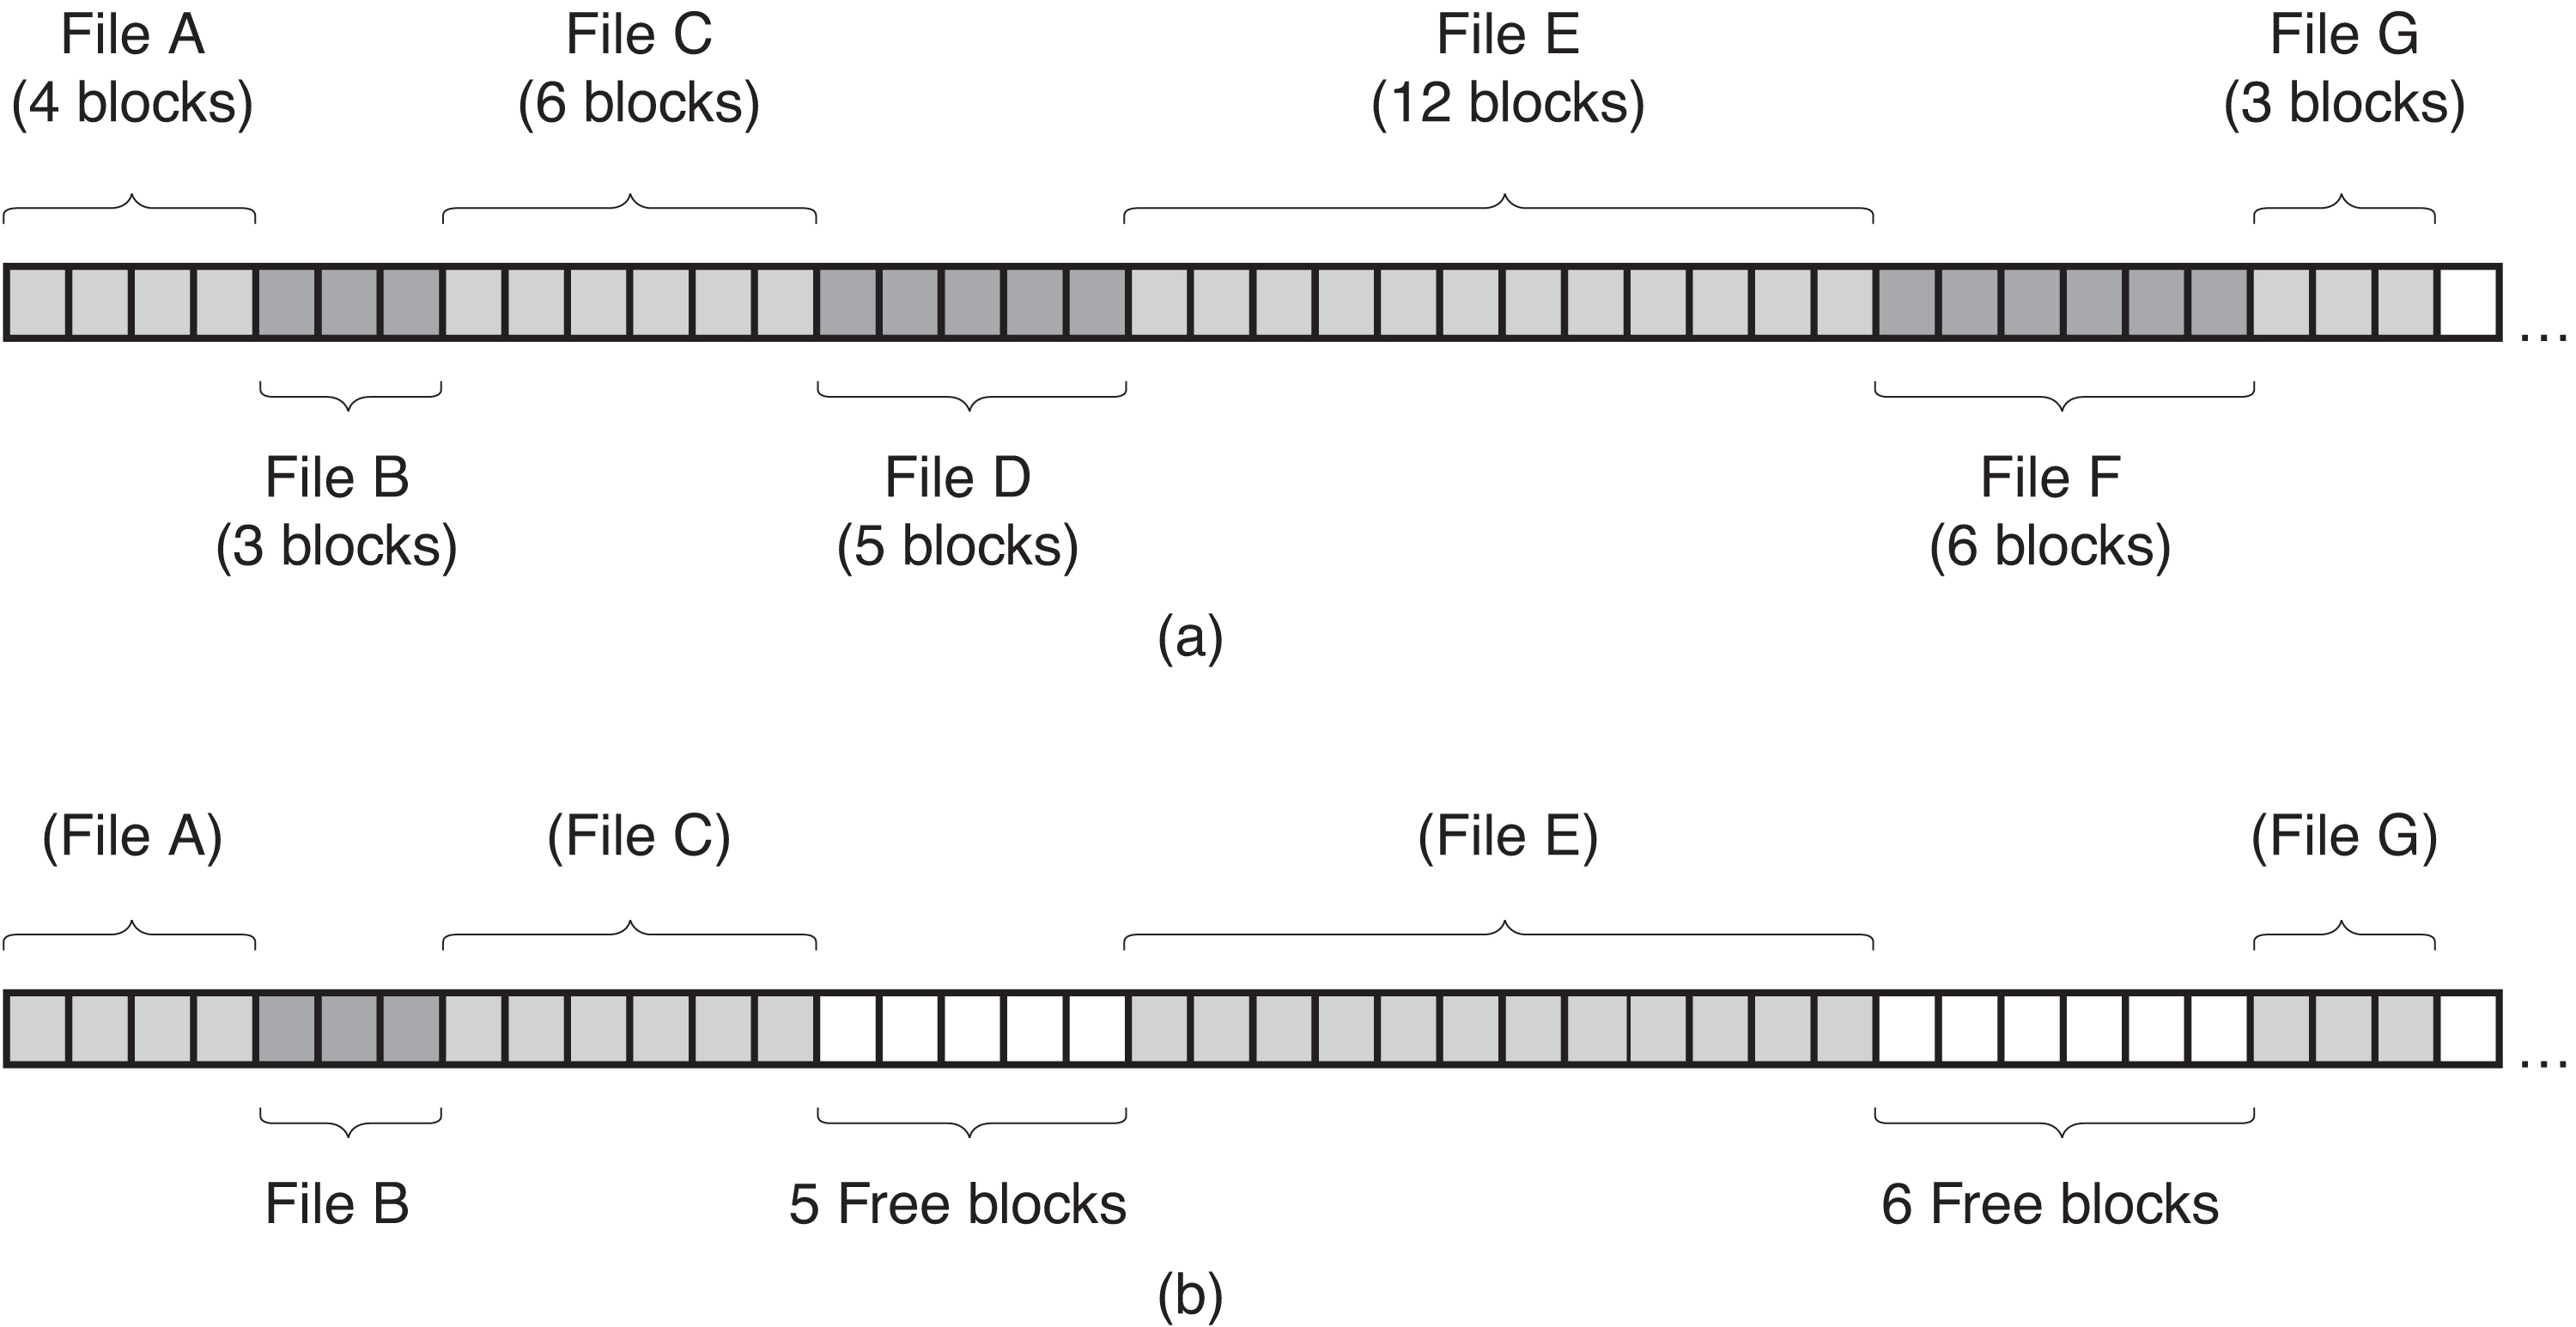 File A
(4 blocks)
File C
(6 blocks)
File E
(12 blocks)
File G
(3 blocks)
...
File B
(3 blocks)
File D
(5 blocks)
File F
(6 blocks)
(a)
(File A)
(File C)
(File E)
(File G)
...
File B
5 Free blocks
6 Free blocks
(b)